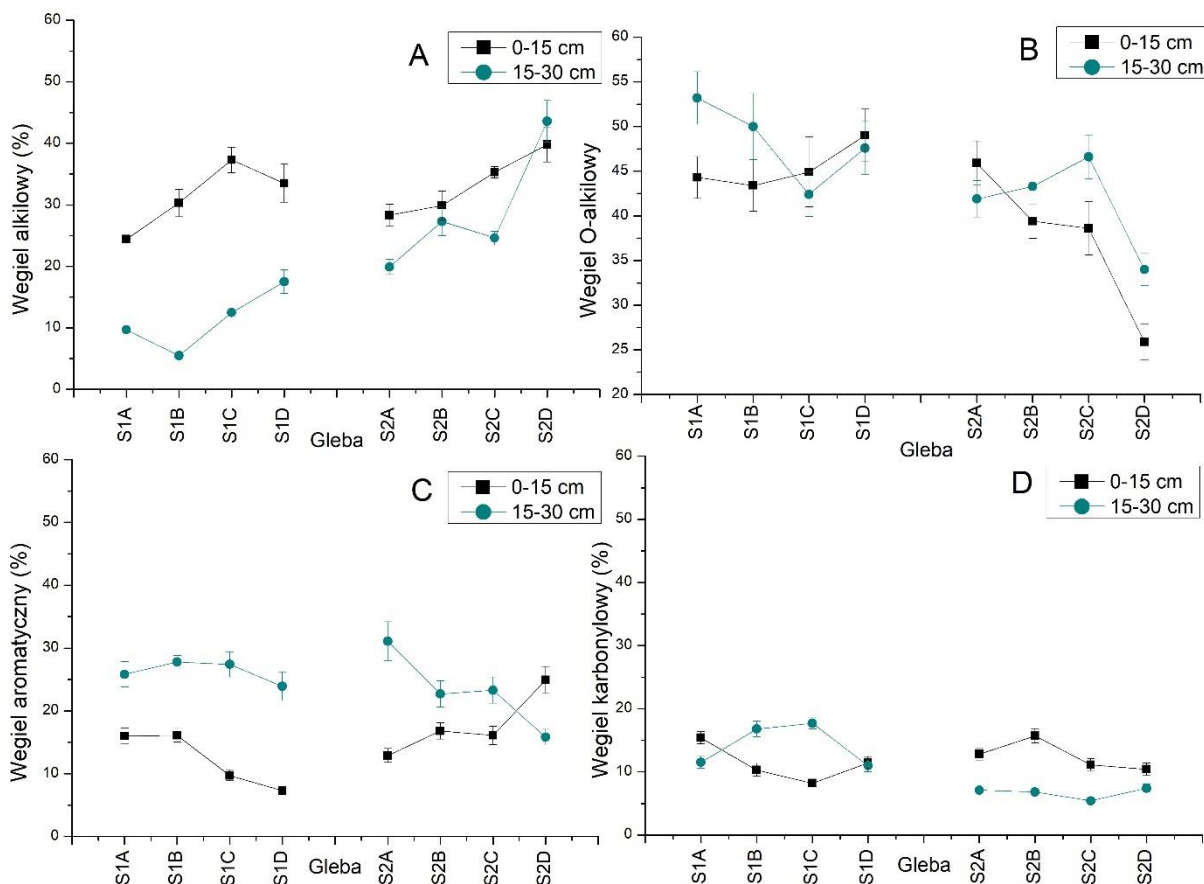 A
0-15 cm
15-30 cm
Węgiel alkilowy (%)
60
50
40
30
20
10
0
S1A
S1B
S1C
S1D
Gleba
S2A
S2B
S2C
S2D
B
0-15 cm
15-30 cm
Węgiel O-alkilowy
60
55
50
45
40
35
30
25
20
S1A
S1B
S1C
S1D
Gleba
S2A
S2B
S2C
S2D
C
0-15 cm
15-30 cm
Węgiel aromatyczny (%)
60
50
40
30
20
10
0
S1A
S1B
S1C
S1D
Gleba
S2A
S2B
S2C
S2D
D
0-15 cm
15-30 cm
Węgiel karbonylowy (%)
60
50
40
30
20
10
0
S1A
S1B
S1C
S1D
Gleba
S2A
S2B
S2C
S2D